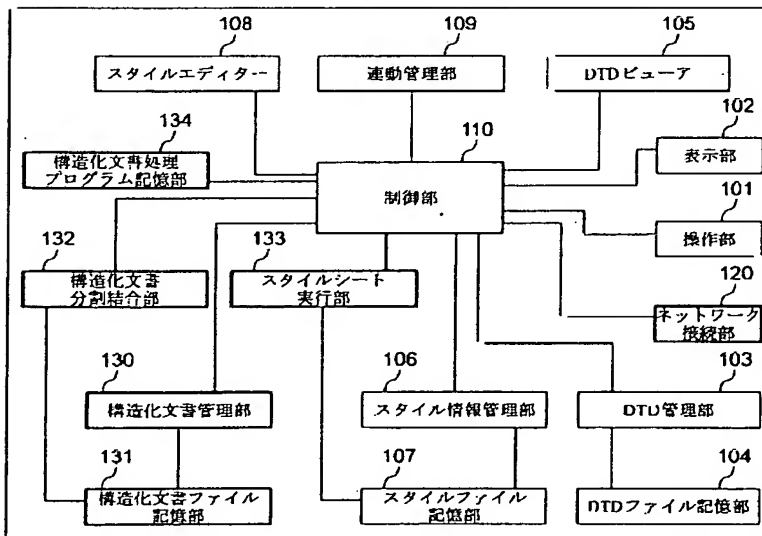 108
スタイルエディター
109
連動管理部
105
DTDビューア
134
構造化文書処理
プログラム記憶部
110
制御部
102
表示部
101
操作部
132
構造化文書
分割結合部
133
スタイルシート
実行部
120
ネットワーク
接続部
130
構造化文書管理部
106
スタイル情報管理部
103
DTD管理部
131
構造化文書ファイル
記憶部
107
スタイルファイル
記憶部
104
DTDファイル記憶部